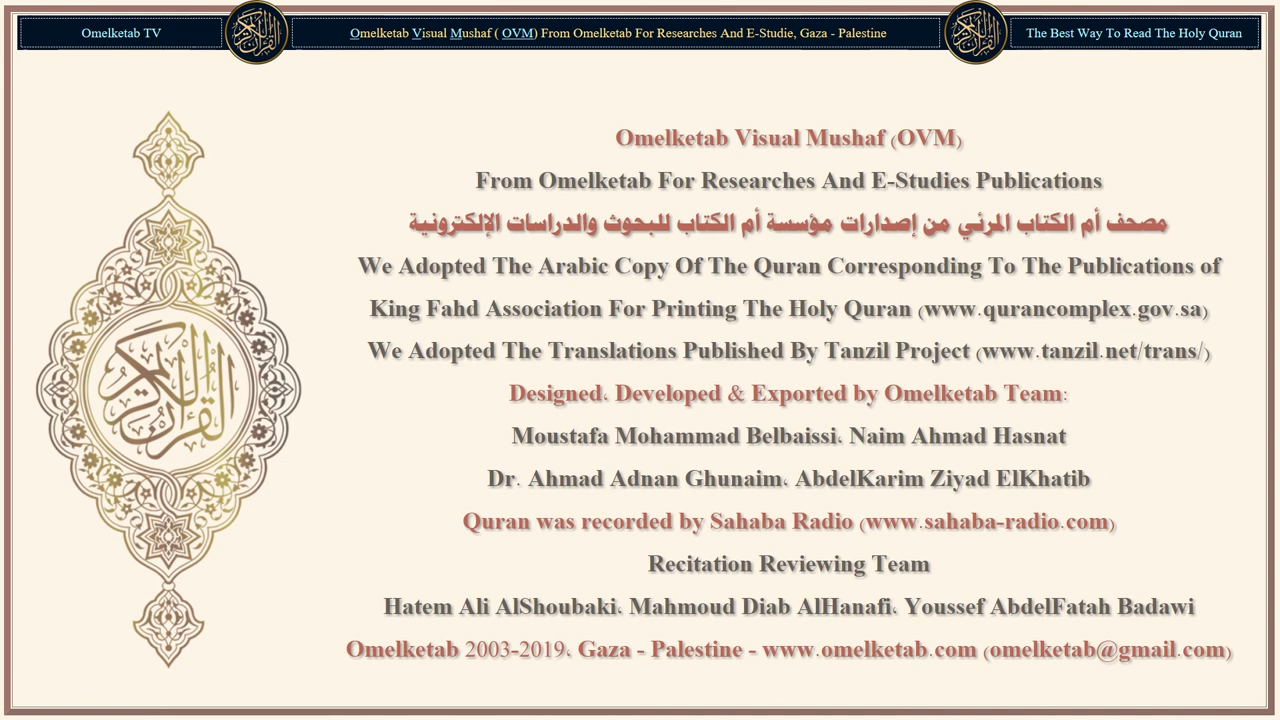 Omelketab TV
Omelketab Visual Mushaf ( OVM) From Omelketab For Researches And E-Studie, Gaza - Palestine
The Best Way To Read The Holy Quran
القرآن الكريم
Omelketab Visual Mushaf (OVM)
From Omelketab For Researches And E-Studies Publications
مصحف أم الكتاب المرئي من إصدارات مؤسسة أم الكتاب للبحوث والدراسات الإلكترونية
We Adopted The Arabic Copy Of The Quran Corresponding To The Publications of
King Fahd Association For Printing The Holy Quran (www.qurancomplex.gov.sa)
We Adopted The Translations Published By Tanzil Project (www.tanzil.net/trans/)
Designed، Developed & Exported by Omelketab Team:
Moustafa Mohammad Belbaissi، Naim Ahmad Hasnat
Dr. Ahmad Adnan Ghunaim، AbdelKarim Ziyad ElKhatib
Quran was recorded by Sahaba Radio (www.sahaba-radio.com)
Recitation Reviewing Team
Hatem Ali AlShoubaki، Mahmoud Diab AlHanafi، Youssef AbdelFatah Badawi
Omelketab 2003-2019، Gaza - Palestine - www.omelketab.com (omelketab@gmail.com)